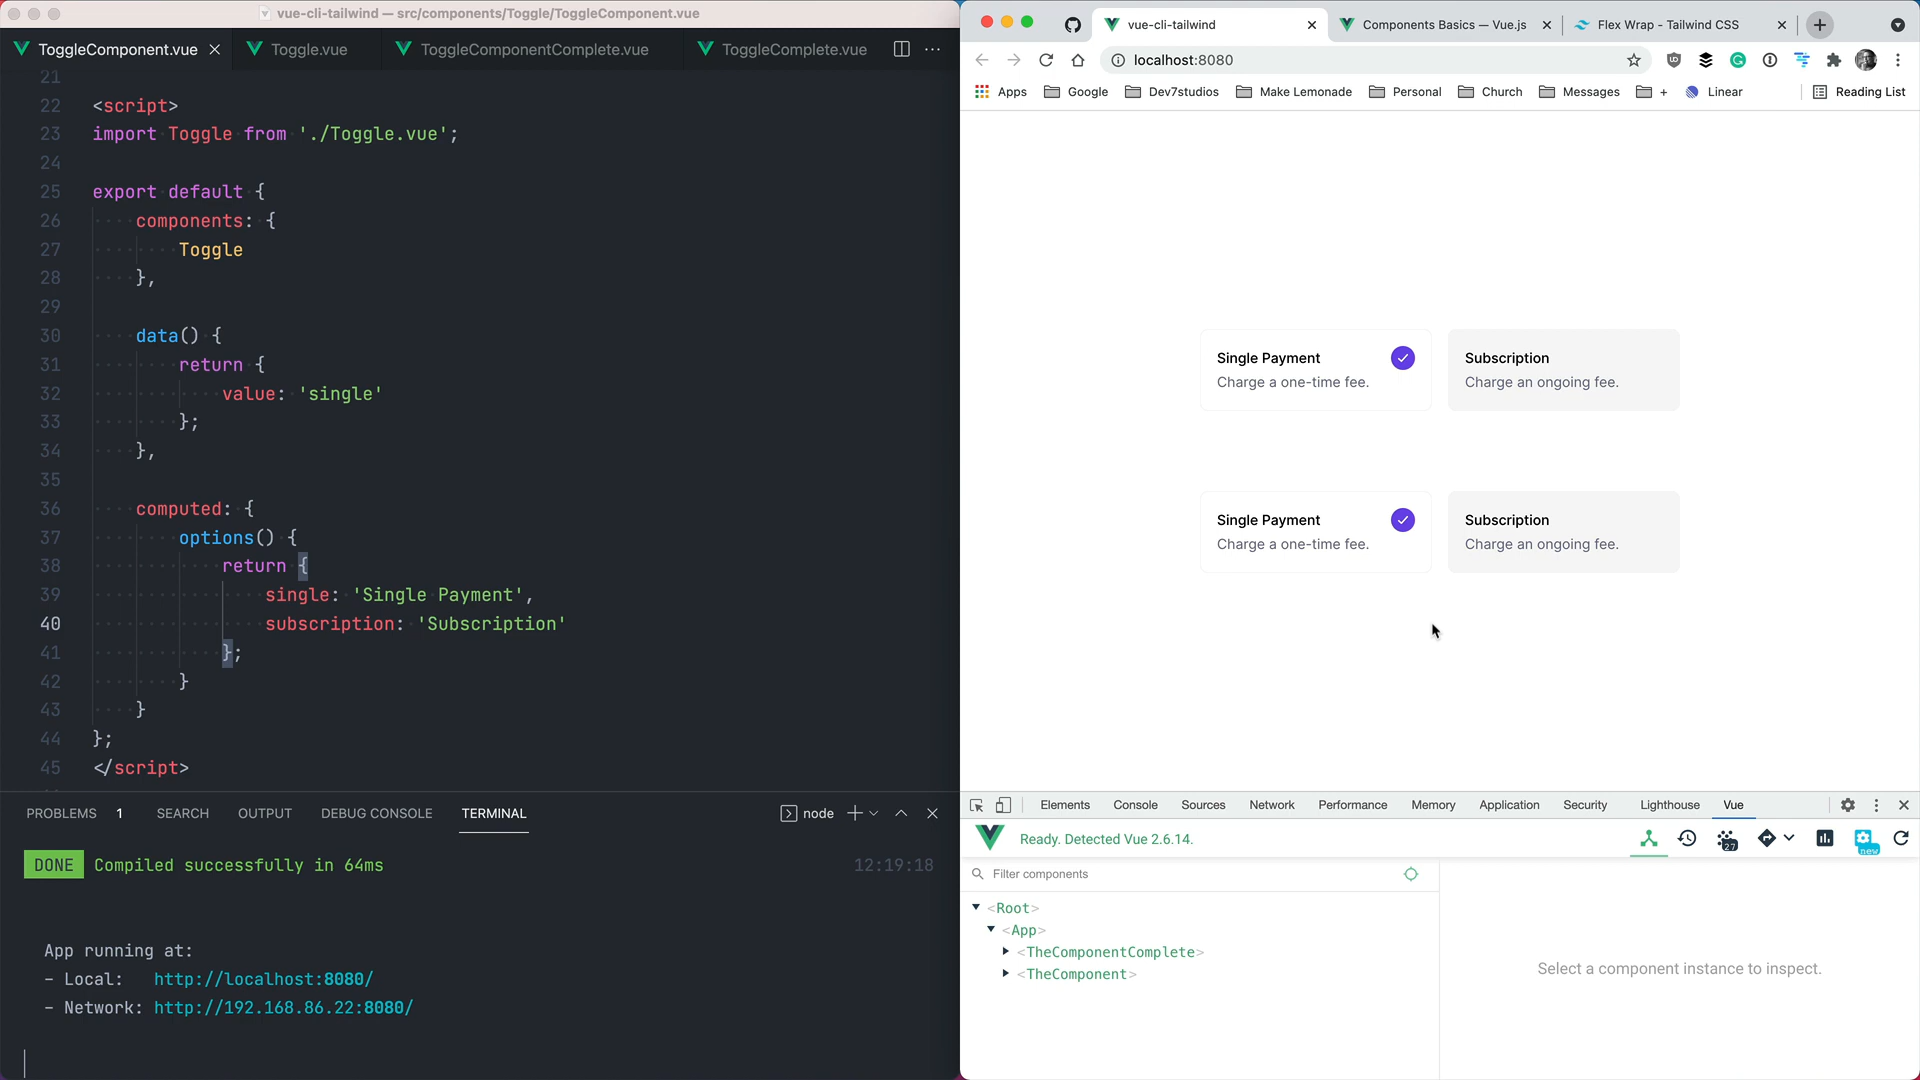 vue-cli-tailwind — src/components/Toggle/ToggleComponent.vue
ToggleComponent.vue
Toggle.vue
ToggleComponentComplete.vue
ToggleComplete.vue
21
22 <script>
23 import Toggle from './Toggle.vue';
24
25 export default {
26 components: {
27 Toggle
28 },
29
30 data() {
31 return {
32 value: 'single'
33 };
34 },
35
36 computed: {
37 options() {
38 return {
39 single: 'Single Payment',
40 subscription: 'Subscription'
41 };
42 }
43 }
44 };
45 </script>
PROBLEMS 1 SEARCH OUTPUT DEBUG CONSOLE TERMINAL node
DONE Compiled successfully in 64ms 12:19:18
App running at:
- Local: http://localhost:8080/
- Network: http://192.168.86.22:8080/
vue-cli-tailwind
Components Basics — Vue.js
Flex Wrap - Tailwind CSS
localhost:8080
Apps Google Dev7studios Make Lemonade Personal Church Messages + Linear Reading List
Single Payment
Charge a one-time fee.
Subscription
Charge an ongoing fee.
Single Payment
Charge a one-time fee.
Subscription
Charge an ongoing fee.
Elements Console Sources Network Performance Memory Application Security Lighthouse Vue
Ready. Detected Vue 2.6.14.
27
new
Filter components
<Root>
<App>
<TheComponentComplete>
<TheComponent>
Select a component instance to inspect.